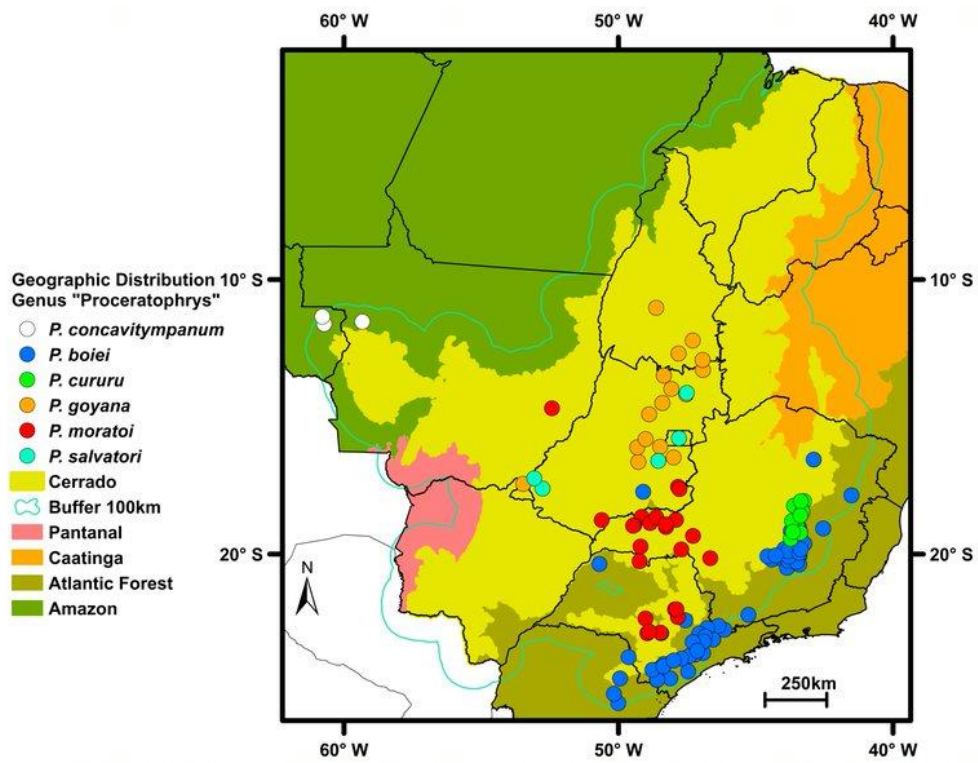 60° W 50° W 40° W
Geographic Distribution 10
Genus "Proceratophrys"
P. concavitympanum
P. boiei
P. cururu
P. goyana
P. moratoi
P. salvatori
Cerrado
Buffer 100km
Pantanal
Caatinga
Atlantic Forest
Amazon
10° S
20° S
10° S
20° S
N
250km
60° W 50° W 40° W